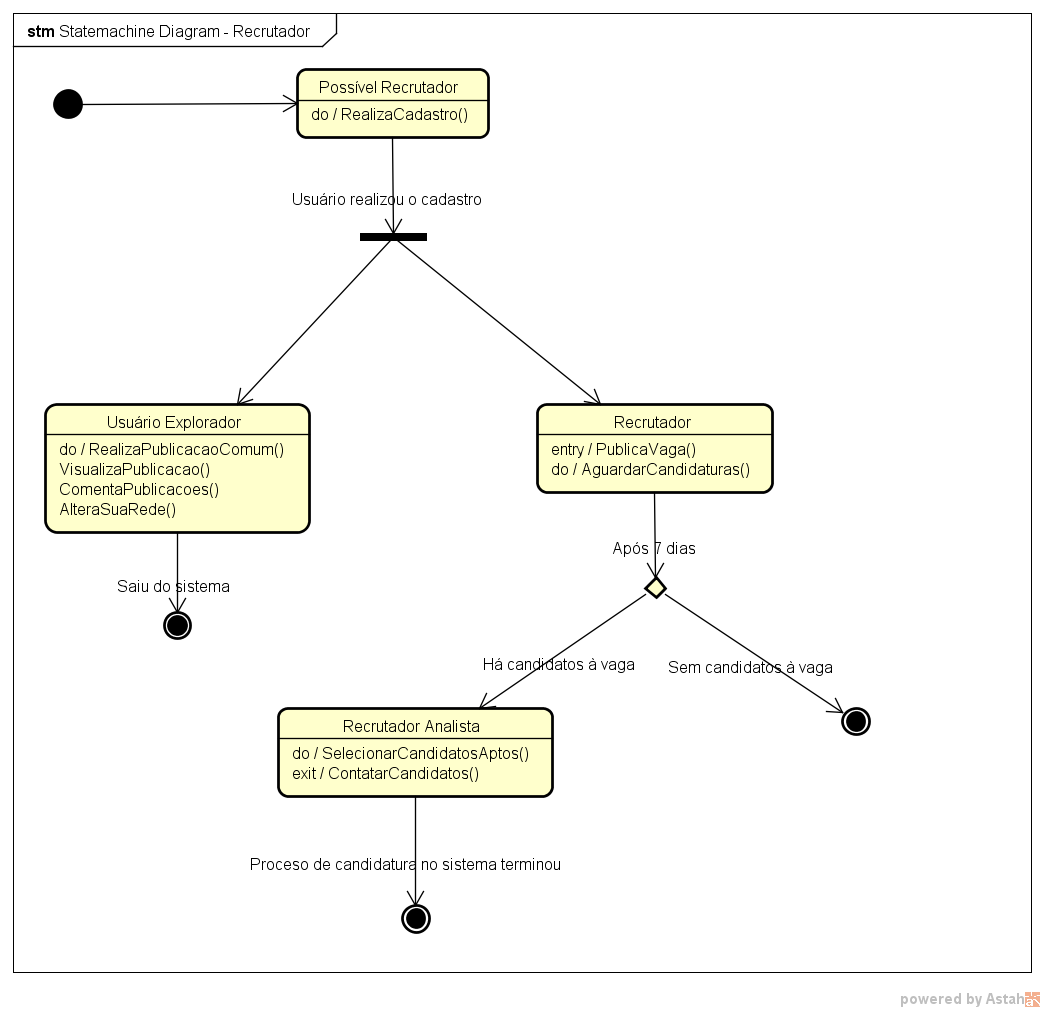 stm Statemachine Diagram - Recrutador
Possível Recrutador
do / RealizaCadastro()
Usuário realizou o cadastro
Usuário Explorador
do / RealizaPublicacaoComum()
VisualizaPublicacao()
ComentaPublicacoes()
AlteraSuaRede()
Recrutador
entry / PublicaVaga()
do / AguardarCandidaturas()
Saiu do sistema
Após 7 dias
Há candidatos à vaga
Sem candidatos à vaga
Recrutador Analista
do / SelecionarCandidatosAptos()
exit / ContatarCandidatos()
Proceso de candidatura no sistema terminou
powered by Astah